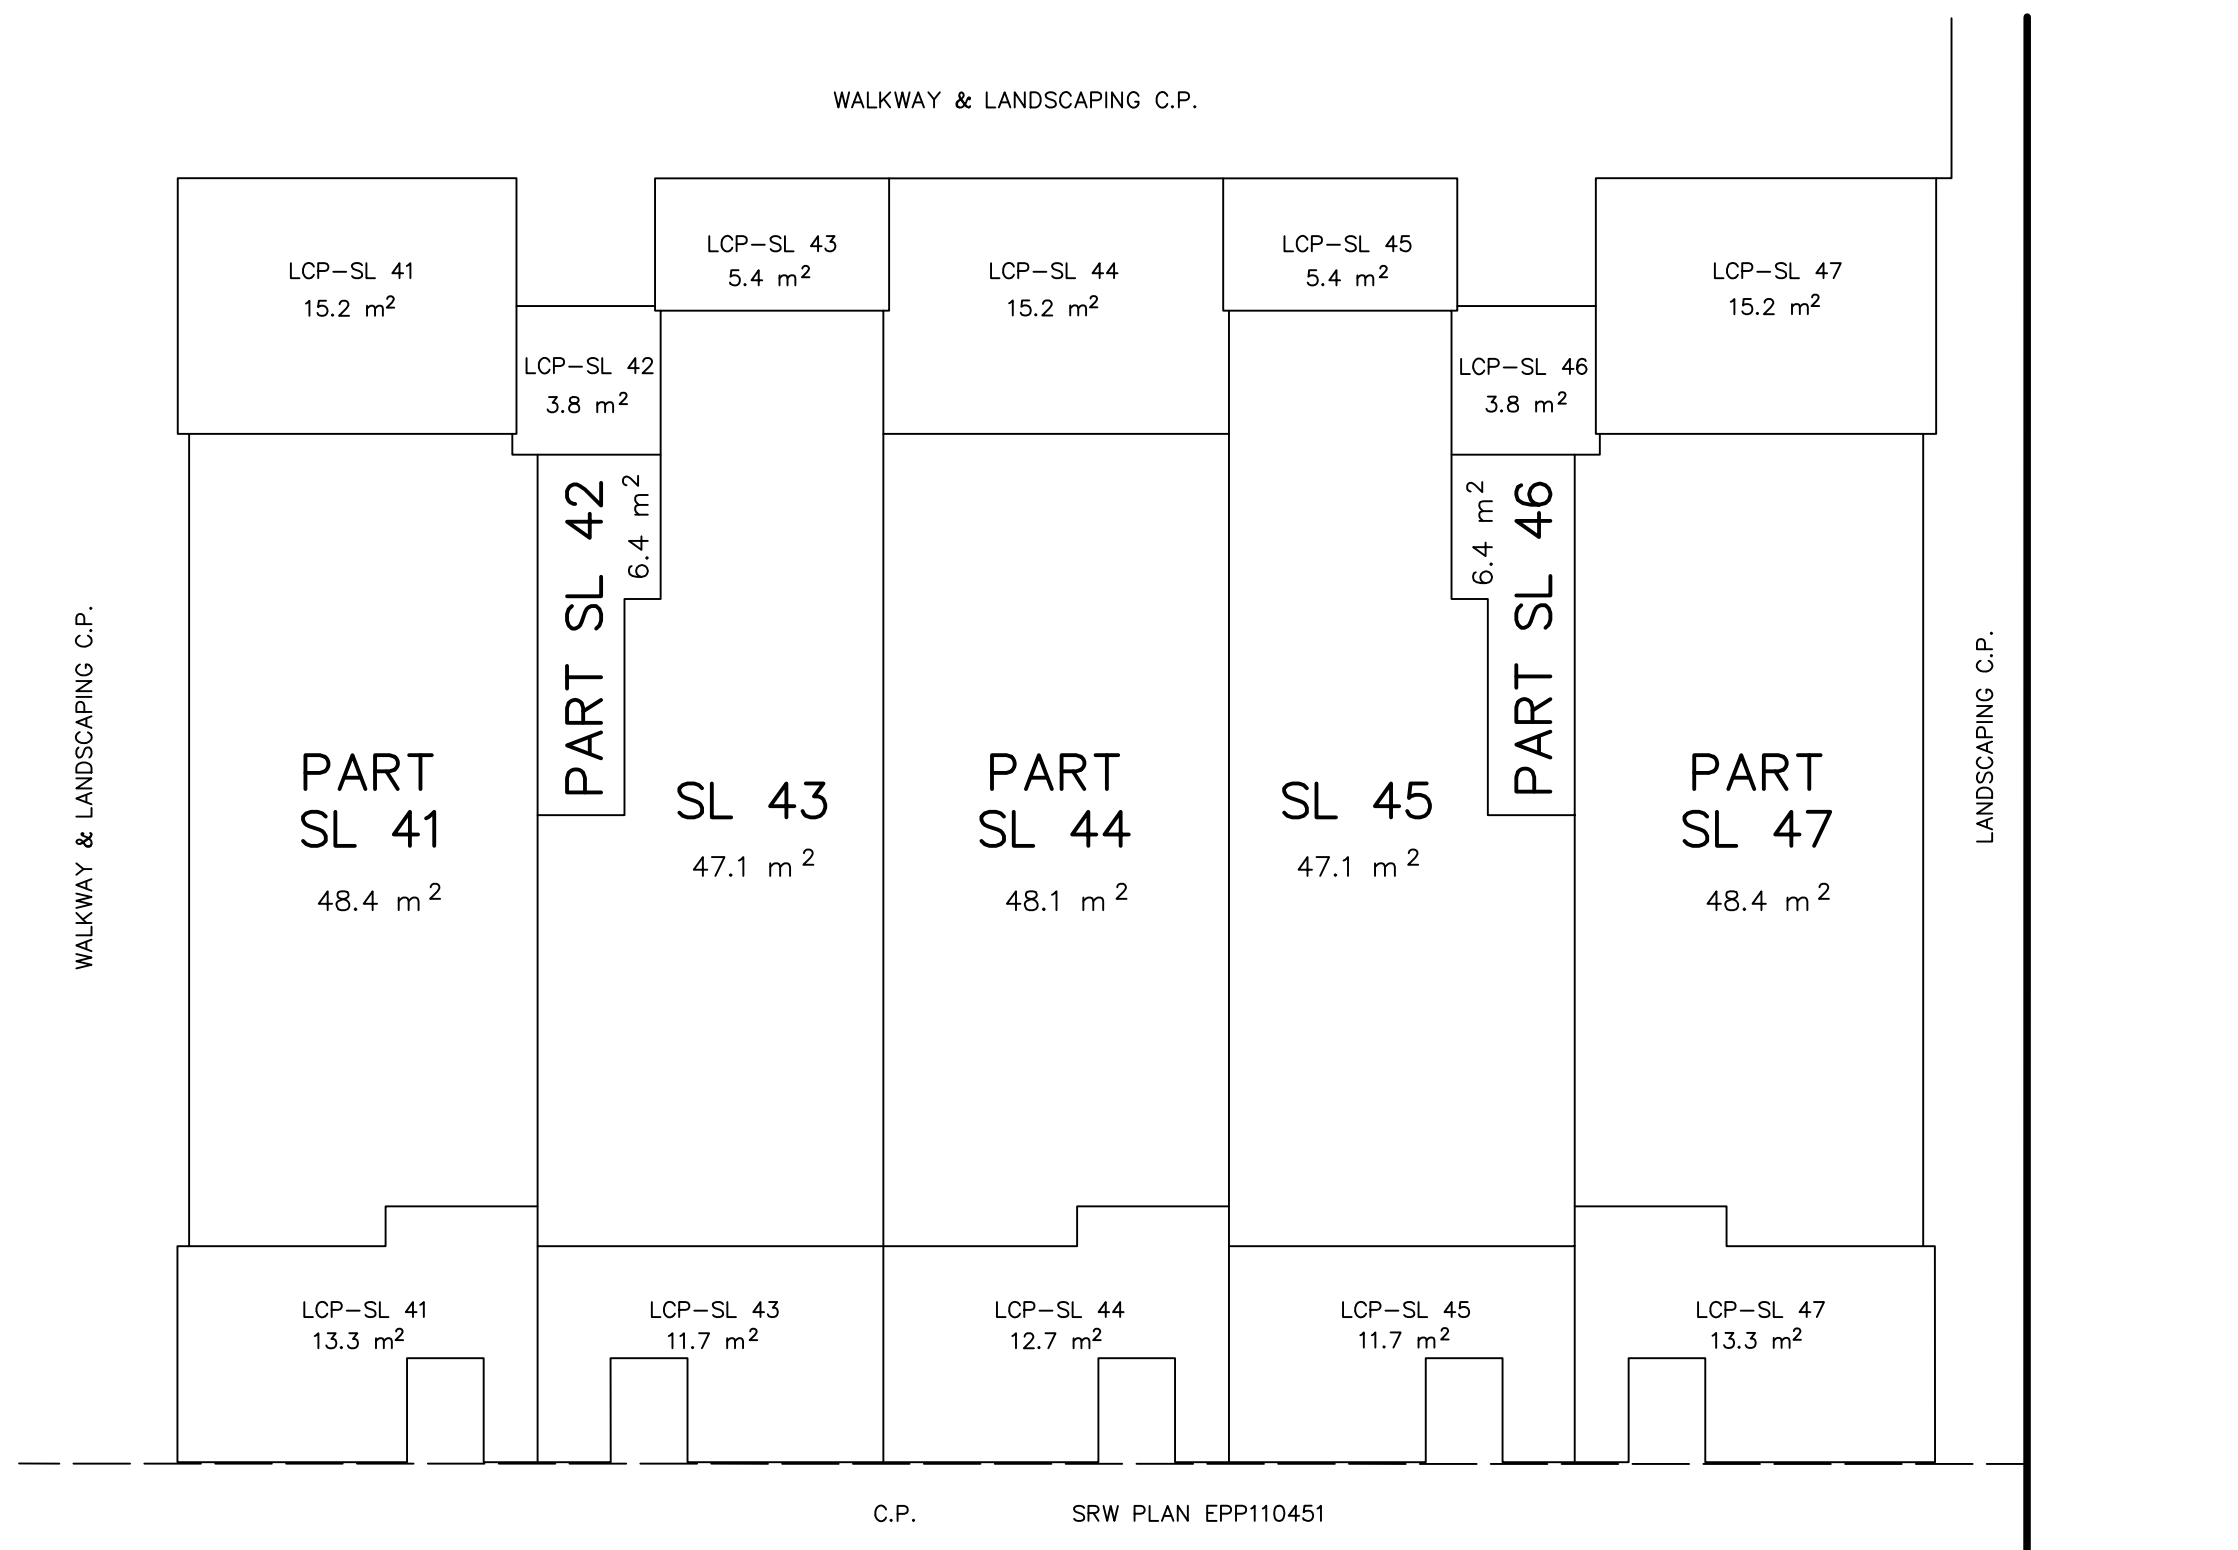 WALKWAY & LANDSCAPING C.P.
LCP-SL 41
15.2 m²
LCP-SL 42
3.8 m²
LCP-SL 43
5.4 m²
LCP-SL 44
15.2 m²
LCP-SL 45
5.4 m²
LCP-SL 46
3.8 m²
LCP-SL 47
15.2 m²
WALKWAY & LANDSCAPING C.P.
PART
SL 41
48.4 m²
PART SL 42
6.4 m²
SL 43
47.1 m²
PART
SL 44
48.1 m²
SL 45
47.1 m²
6.4 m²
PART SL 46
PART
SL 47
48.4 m²
LANDSCAPING C.P.
LCP-SL 41
13.3 m²
LCP-SL 43
11.7 m²
LCP-SL 44
12.7 m²
LCP-SL 45
11.7 m²
LCP-SL 47
13.3 m²
C.P.
SRW PLAN EPP110451